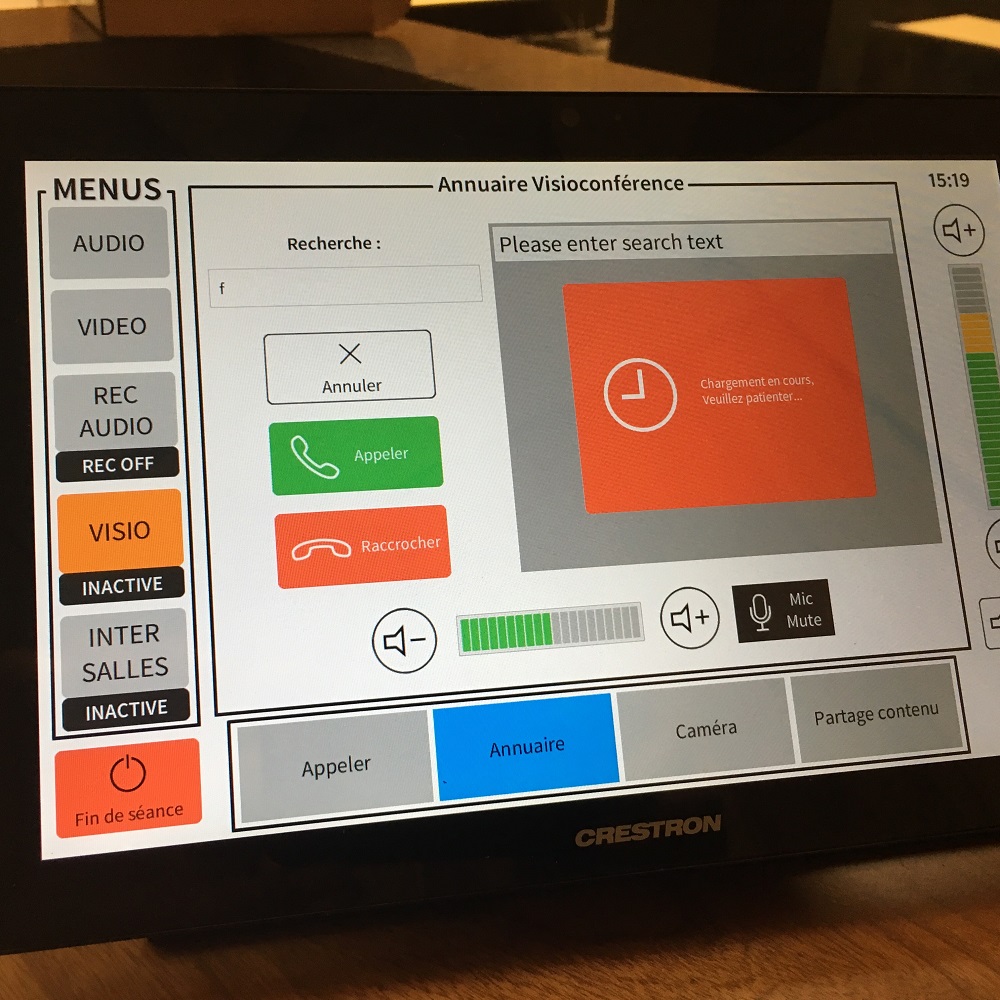 MENUS
AUDIO
VIDEO
REC
AUDIO
REC OFF
VISIO
INACTIVE
INTER
SALLES
INACTIVE
Fin de séance
Annuaire Visioconférence
15:19
Recherche :
f
Annuler
Appeler
Raccrocher
Please enter search text
Chargement en cours,
Veuillez patienter...
Mic
Mute
Appeler
Annuaire
Caméra
Partage contenu
CRESTRON